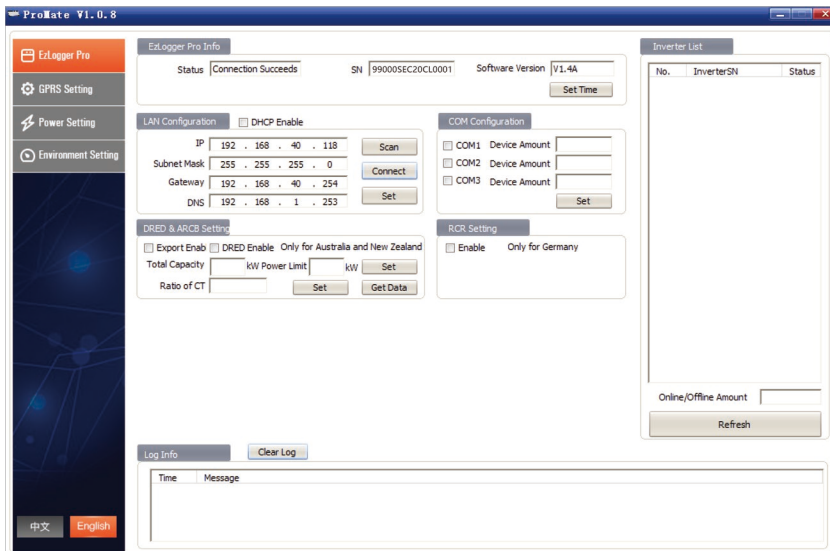 ProMate V1.0.8
EzLogger Pro
GPRS Setting
Power Setting
Environment Setting
中文
English
EzLogger Pro Info
Status Connection Succeeds SN 99000SEC20CL0001 Software Version V1.4A
Set Time
LAN Configuration DHCP Enable
IP 192 . 168 . 40 . 118 Scan
Subnet Mask 255 . 255 . 255 . 0
Connect
Gateway 192 . 168 . 40 . 254
DNS 192 . 168 . 1 . 253 Set
COM Configuration
COM1 Device Amount
COM2 Device Amount
COM3 Device Amount
Set
DRED & ARCB Setting
Export Enab DRED Enable Only for Australia and New Zealand
Total Capacity kW Power Limit kW Set
Ratio of CT Set Get Data
RCR Setting
Enable Only for Germany
Inverter List
No. InverterSN Status
Online/Offline Amount
Refresh
Log Info Clear Log
Time Message